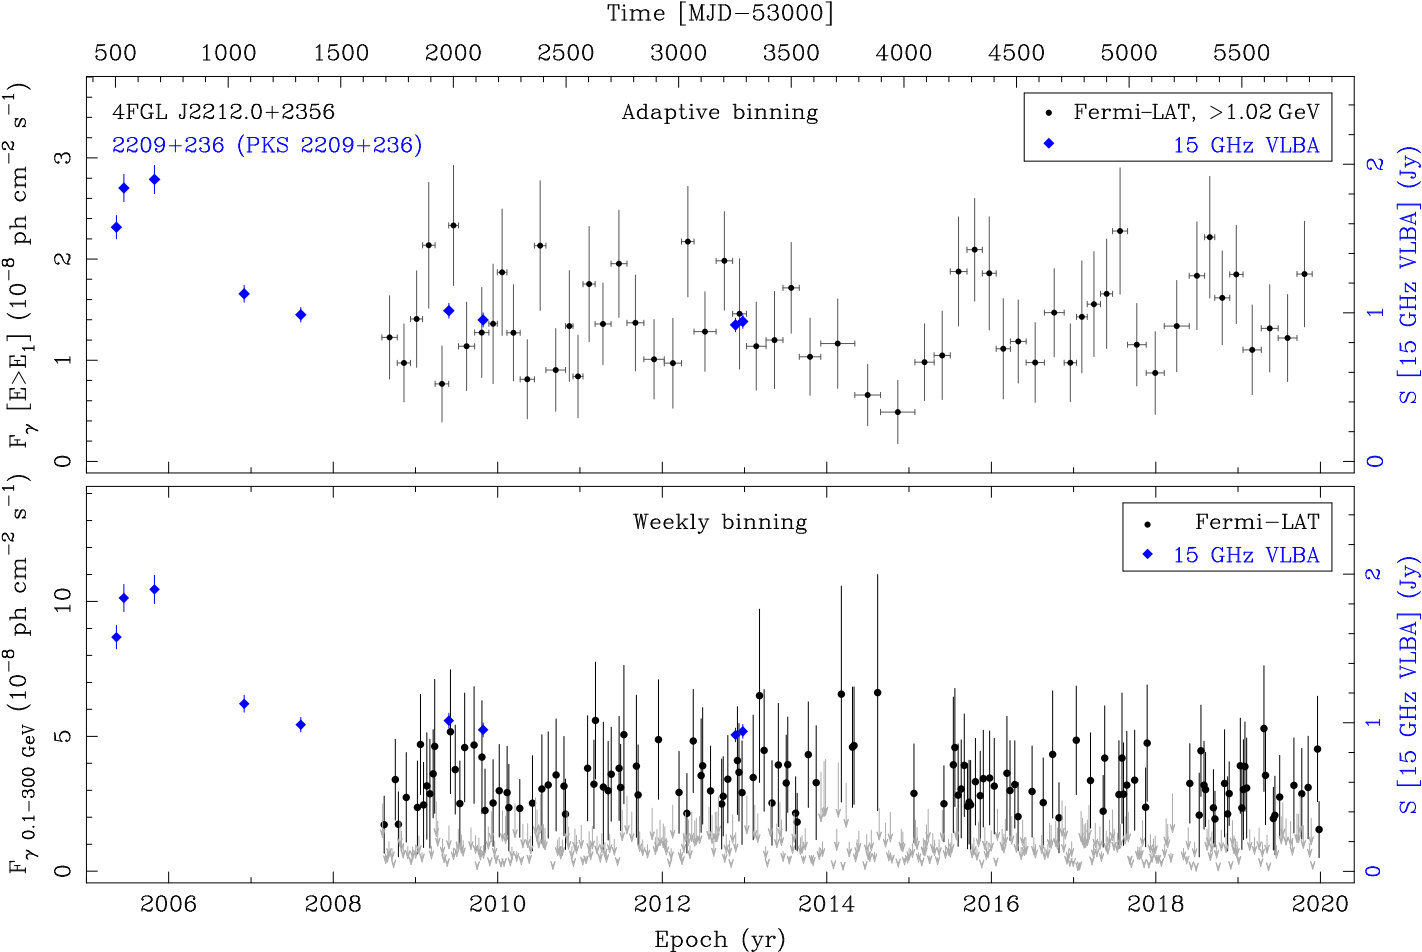 Time [MJD−53000]
500 1000 1500 2000 2500 3000 3500 4000 4500 5000 5500
4FGL J2212.0+2356
2209+236 (PKS 2209+236)
Adaptive binning
Fermi−LAT, >1.02 GeV
15 GHz VLBA
3
2
1
0
Fγ [E>E1] (10−8 ph cm−2 s−1)
2
1
0
S [15 GHz VLBA] (Jy)
Weekly binning
Fermi−LAT
15 GHz VLBA
10
5
0
Fγ 0.1−300 GeV (10−8 ph cm−2 s−1)
2
1
0
S [15 GHz VLBA] (Jy)
2006 2008 2010 2012 2014 2016 2018 2020
Epoch (yr)